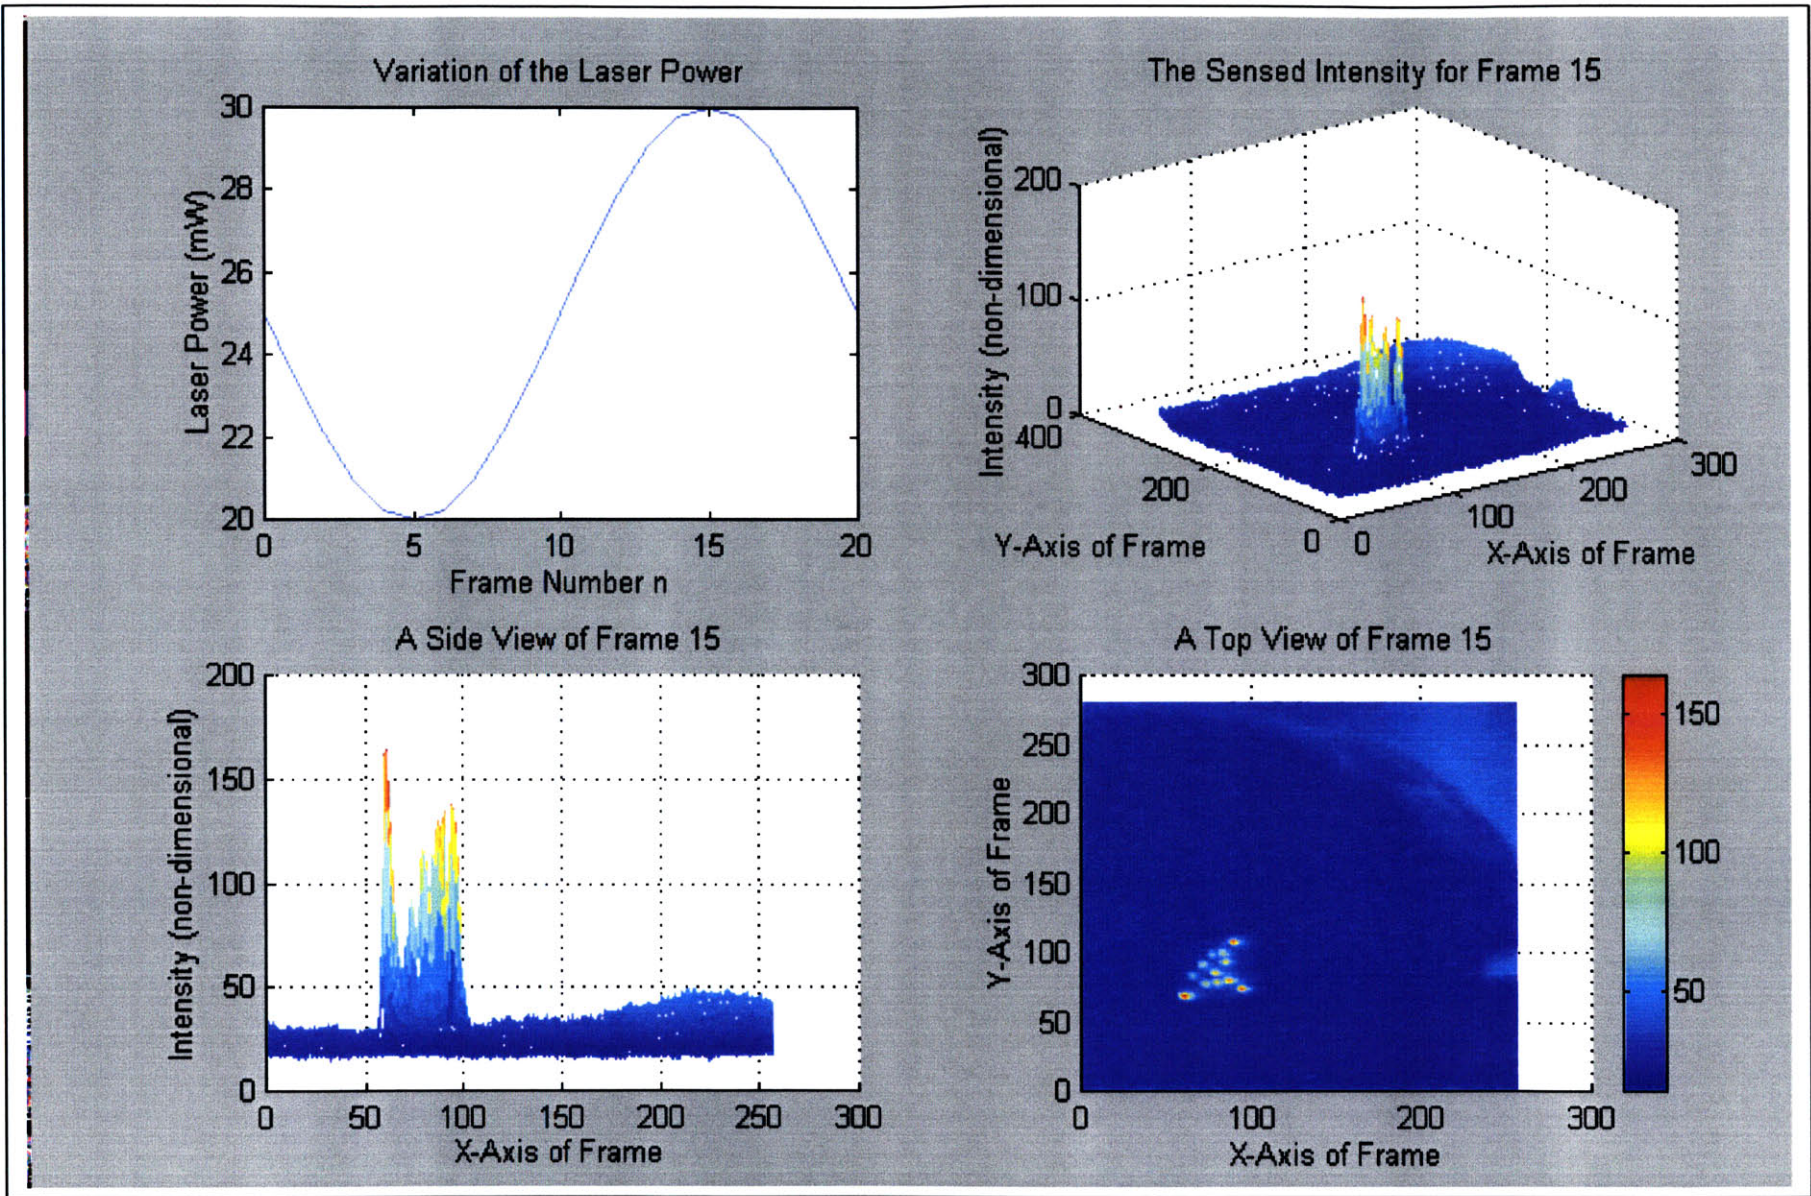 Variation of the Laser Power
30
28
26
24
22
20
Laser Power (mW)
0 5 10 15 20
Frame Number n
The Sensed Intensity for Frame 15
200
100
0
Intensity (non-dimensional)
400
200
0
Y-Axis of Frame
0
100
200
300
X-Axis of Frame
A Side View of Frame 15
200
150
100
50
0
Intensity (non-dimensional)
0 50 100 150 200 250 300
X-Axis of Frame
A Top View of Frame 15
300
250
200
150
100
50
0
Y-Axis of Frame
0 100 200 300
X-Axis of Frame
150
100
50